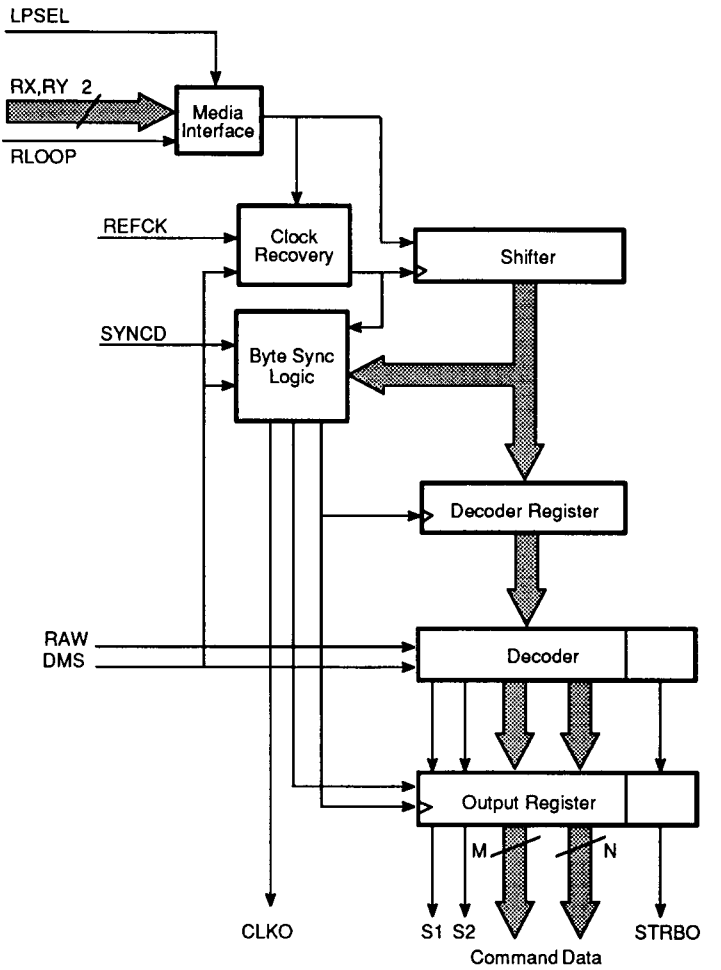 LPSEL
RX,RY 2
Media
Interface
RLOOP
REFCK
Clock
Recovery
Shifter
SYNCD
Byte Sync
Logic
Decoder Register
RAW
DMS
Decoder
Output Register
M
N
CLKO
S1 S2
STRBO
Command Data